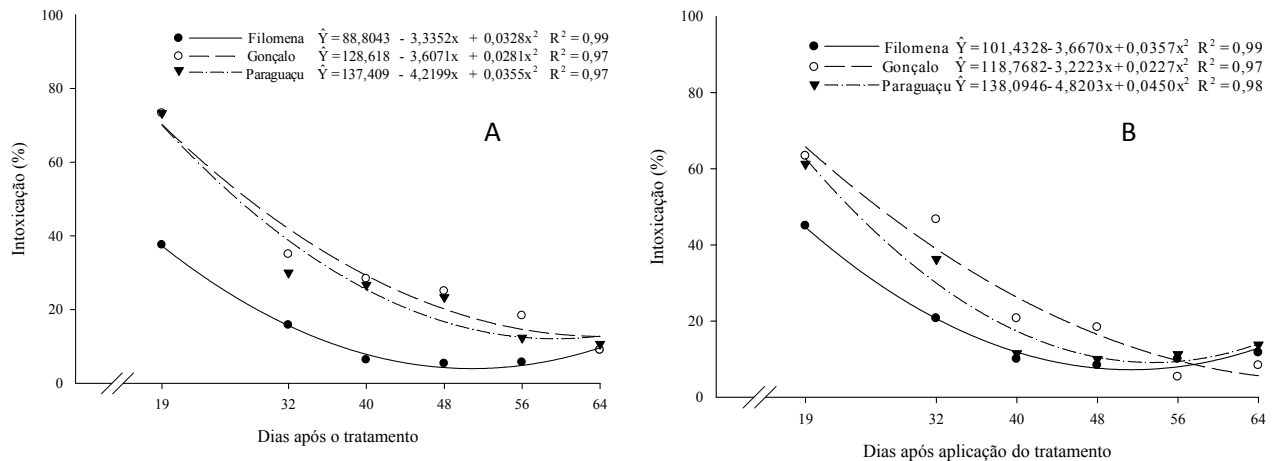 100
80
60
40
20
0
Intoxicação (%)
Filomena Ŷ=88,8043 - 3,3352x + 0,0328x² R²=0,99
Gonçalo Ŷ=128,618 - 3,6071x + 0,0281x² R²=0,97
Paraguaçu Ŷ=137,409 - 4,2199x + 0,0355x² R²=0,97
A
19 32 40 48 56 64
Dias após o tratamento
100
80
60
40
20
0
Intoxicação (%)
Filomena Ŷ=101,4328-3,6670x+0,0357x² R²=0,99
Gonçalo Ŷ=118,7682-3,2223x+0,0227x² R²=0,97
Paraguaçu Ŷ=138,0946-4,8203x+0,0450x² R²=0,98
B
19 32 40 48 56 64
Dias após aplicação do tratamento